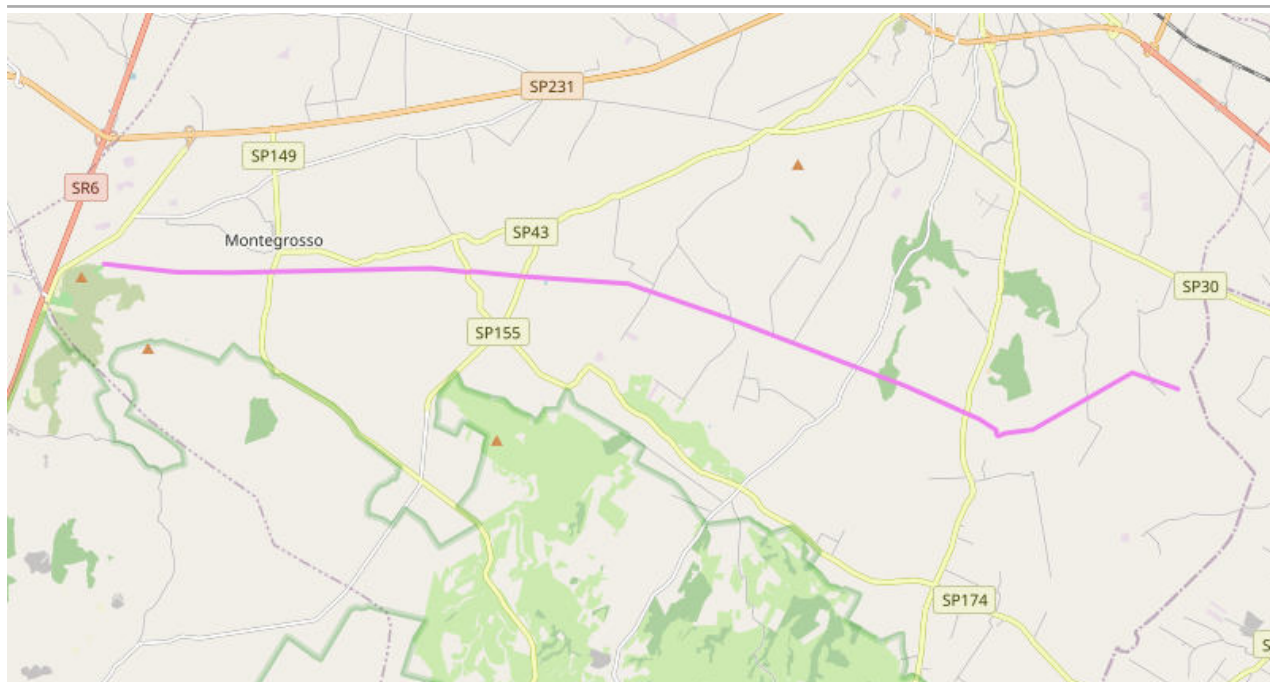 SP231
SP149
SR6
SP43
Montegrosso
SP30
SP155
SP174
S